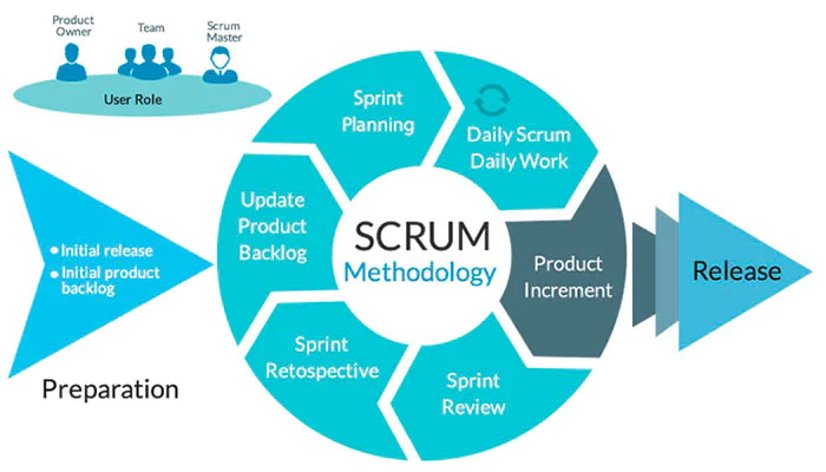 Product
Owner
Team
Scrum
Master
User Role
Sprint
Planning
Daily Scrum
Daily Work
Update
Product
Backlog
SCRUM
Methodology
Product
Increment
Sprint
Retospective
Sprint
Review
• Initial release
• Initial product
backlog
Preparation
Release